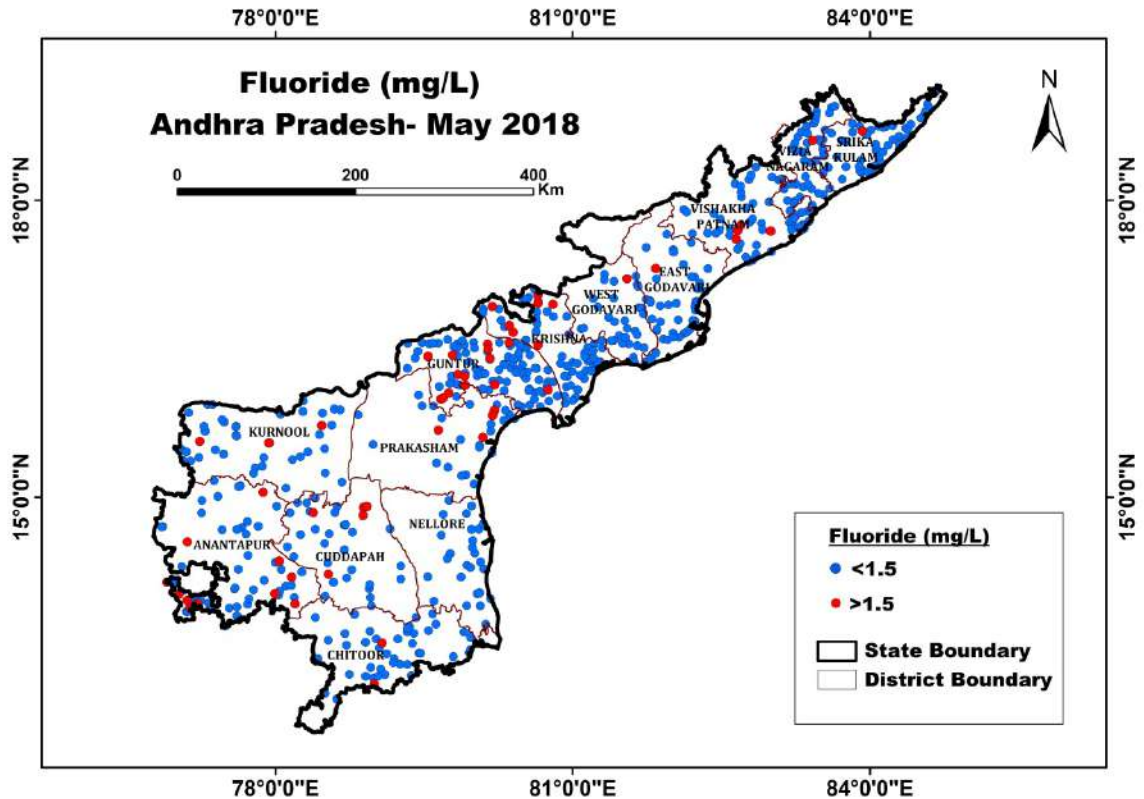 78°0'0"E 81°0'0"E 84°0'0"E
Fluoride (mg/L)
Andhra Pradesh- May 2018
N
0 200 400
Km
18°0'0"N
18°0'0"N
SRIKA
KULAM
VIZIA
NAGARAM
VISHAKHA
PATNAM
EAST
GODAVARI
WEST
GODAVARI
KRISHNA
GUNTUR
KURNOOL
PRAKASHAM
15°0'0"N
15°0'0"N
NELLORE
ANANTAPUR
CUDDAPAH
CHITOOR
Fluoride (mg/L)
<1.5
>1.5
State Boundary
District Boundary
78°0'0"E 81°0'0"E 84°0'0"E